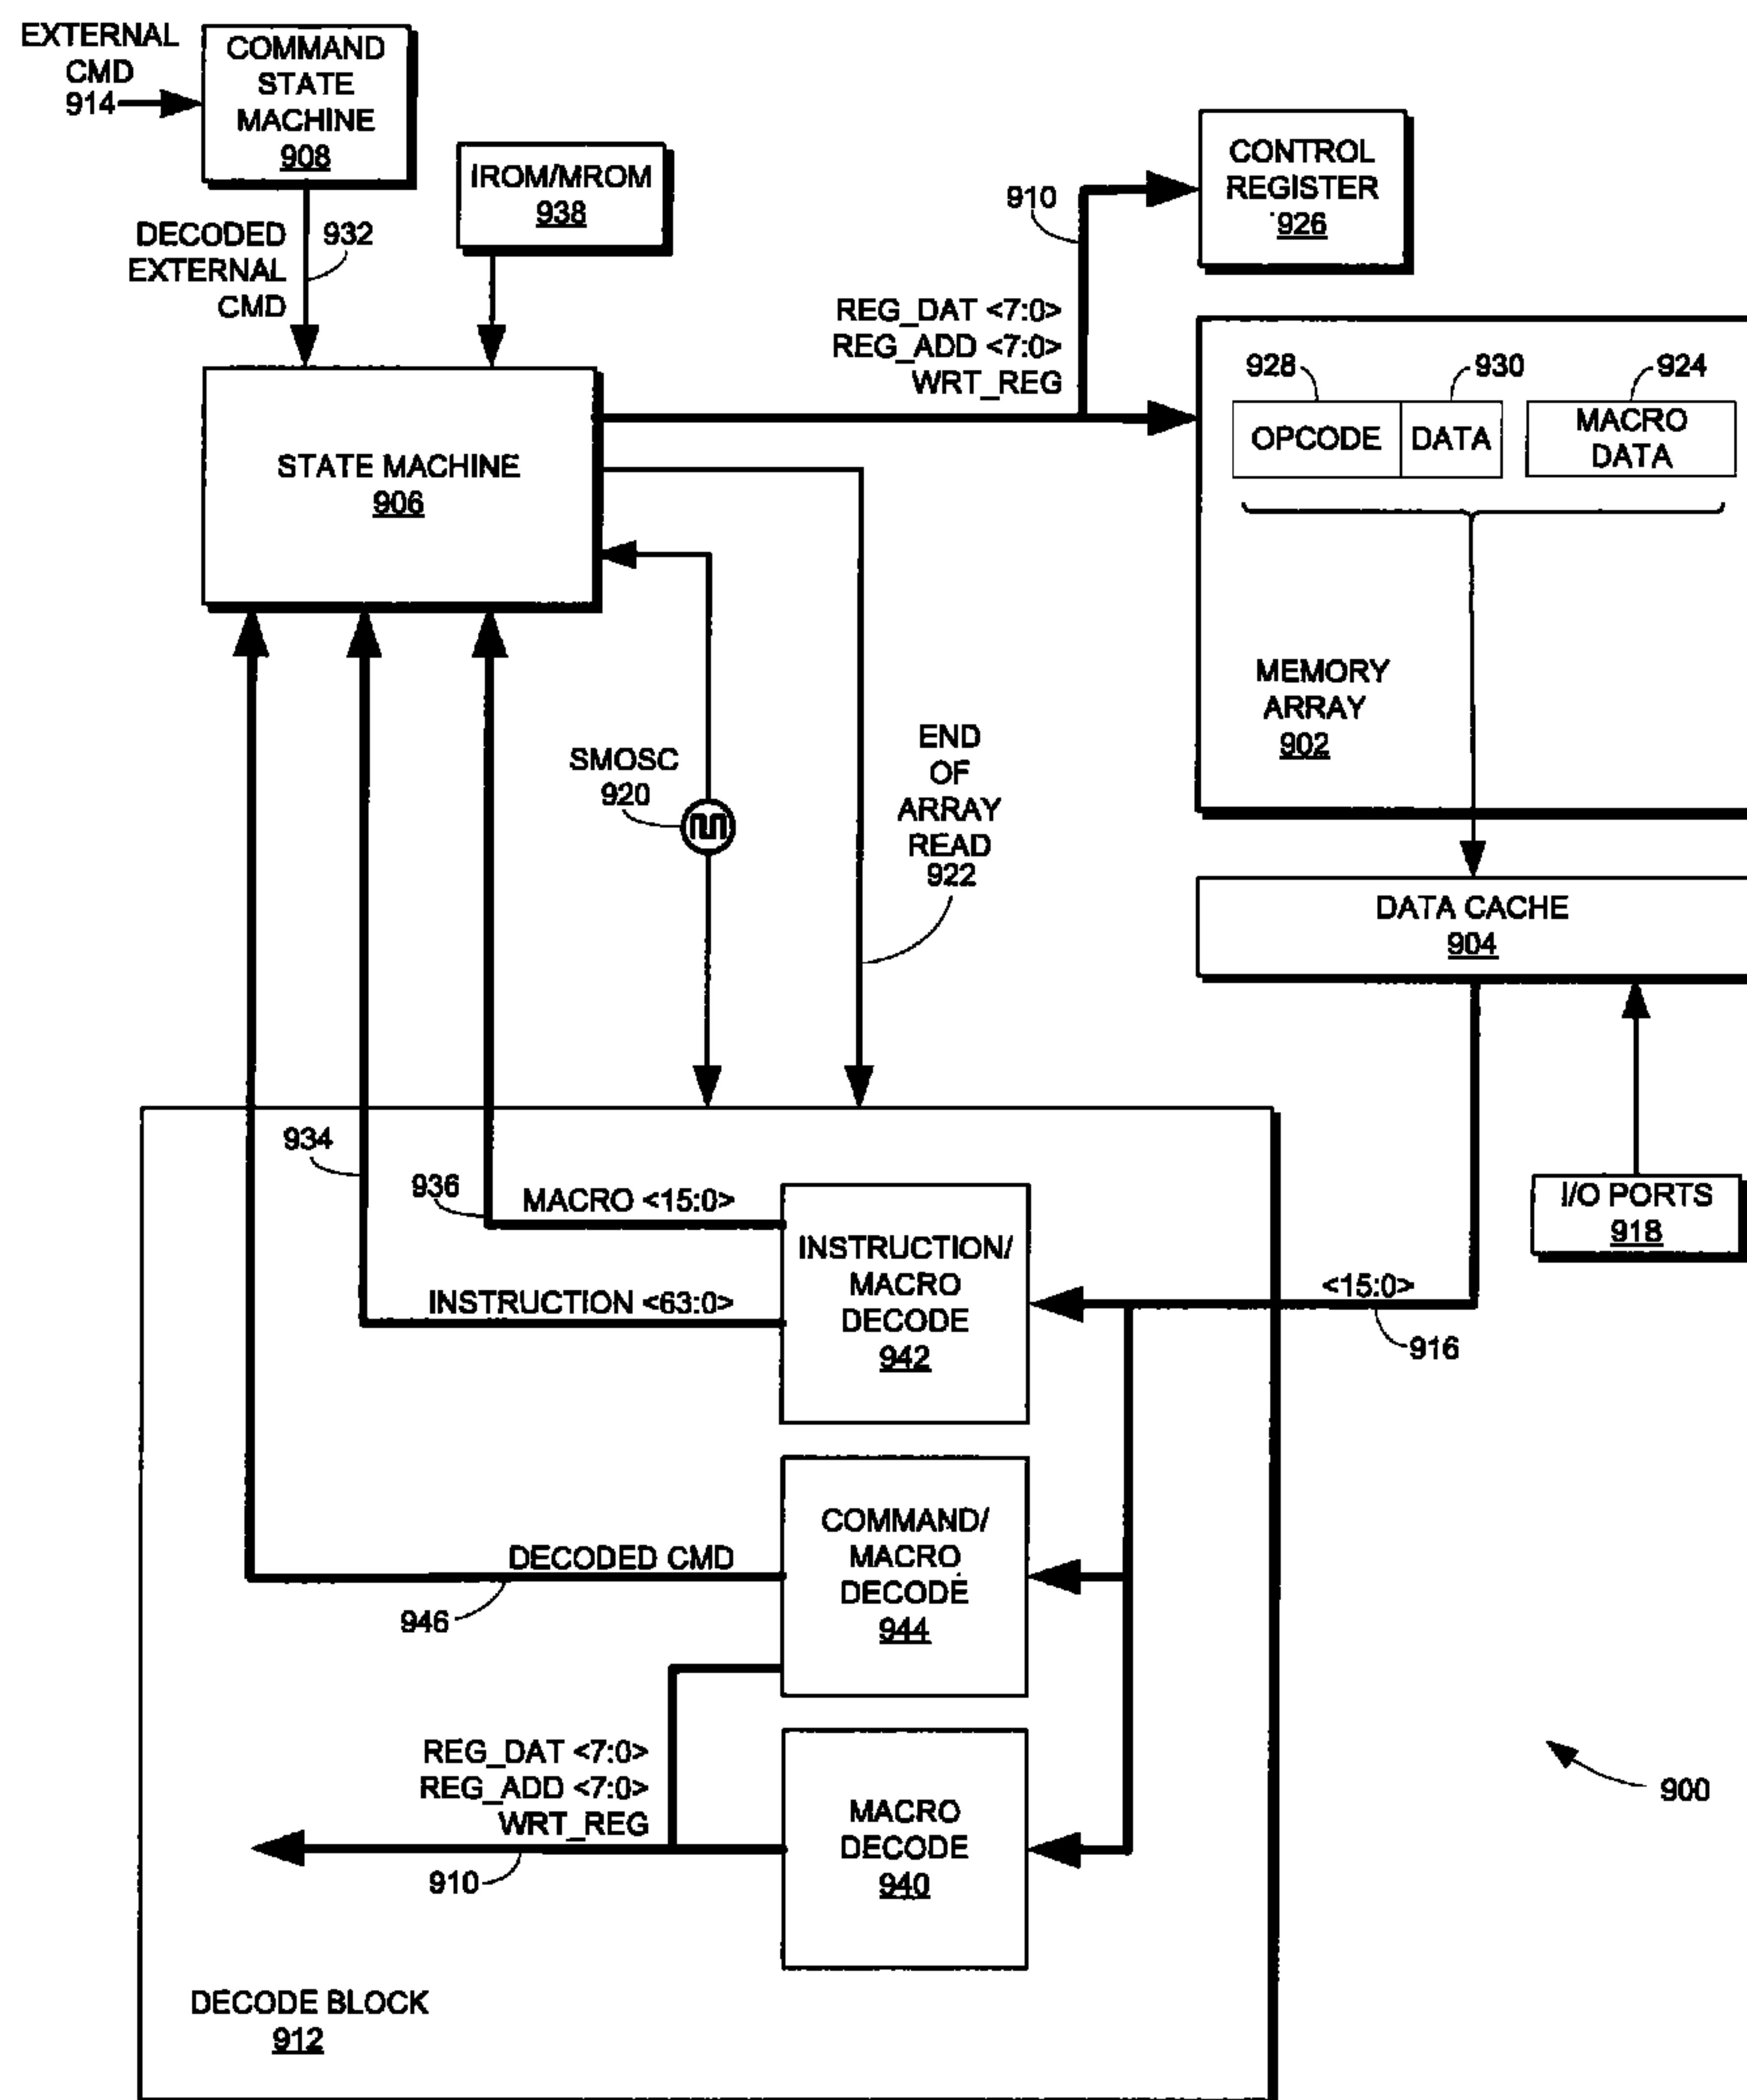 EXTERNAL
CMD
914
COMMAND
STATE
MACHINE
908
IROM/MROM
938
DECODED
EXTERNAL
CMD
932
910
CONTROL
REGISTER
926
REG_DAT <7:0>
REG_ADD <7:0>
WRT_REG
STATE MACHINE
906
928
930
924
OPCODE
DATA
MACRO
DATA
MEMORY
ARRAY
902
SMOSC
920
END
OF
ARRAY
READ
922
DATA CACHE
904
I/O PORTS
918
934
936
MACRO <15:0>
INSTRUCTION <63:0>
INSTRUCTION/
MACRO
DECODE
942
<15:0>
916
DECODED CMD
946
COMMAND/
MACRO
DECODE
944
REG_DAT <7:0>
REG_ADD <7:0>
WRT_REG
910
MACRO
DECODE
940
900
DECODE BLOCK
912